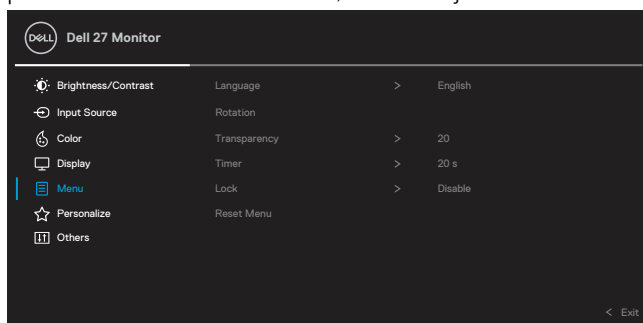 DELL Dell 27 Monitor
Brightness/Contrast Language > English
Input Source Rotation
Color Transparency > 20
Display Timer > 20 s
Menu Lock > Disable
Personalize Reset Menu
Others
< Exit